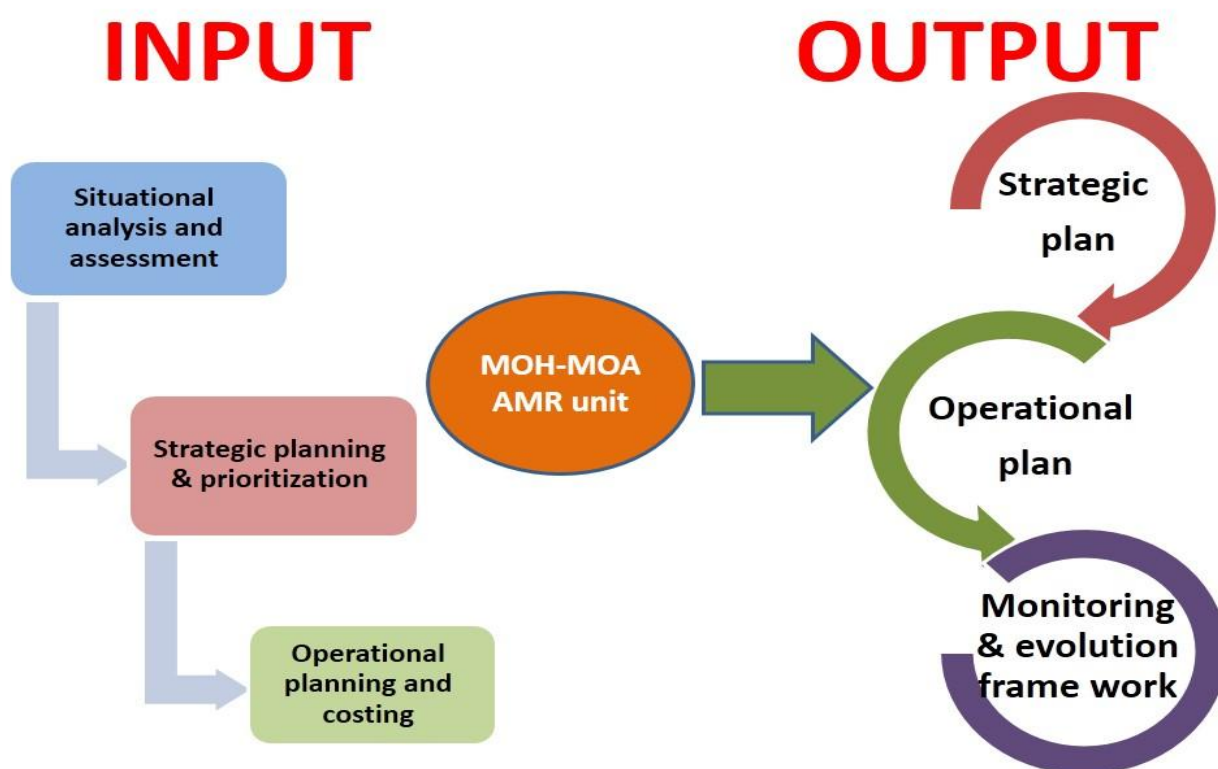 INPUT
OUTPUT
Situational
analysis and
assessment
Strategic planning
& prioritization
Operational
planning and
costing
MOH-MOA
AMR unit
Strategic
plan
Operational
plan
Monitoring
& evolution
frame work